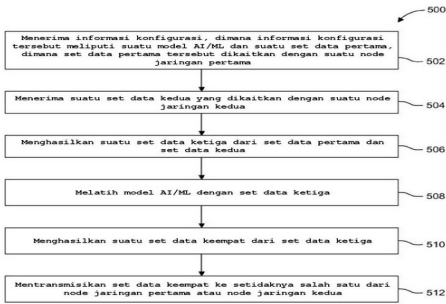 500
Menerima informasi konfigurasi, dimana informasi konfigurasi
tersebut meliputi suatu model AI/ML dan suatu set data pertama,
dimana set data pertama tersebut dikaitkan dengan suatu node
jaringan pertama
502
Menerima suatu set data kedua yang dikaitkan dengan suatu node
jaringan kedua
504
Menghasilkan suatu set data ketiga dari set data pertama dan
set data kedua
506
Melatih model AI/ML dengan set data ketiga
508
Menghasilkan suatu set data keempat dari set data ketiga
510
Mentransmisikan set data keempat ke setidaknya salah satu dari
node jaringan pertama atau node jaringan kedua
512